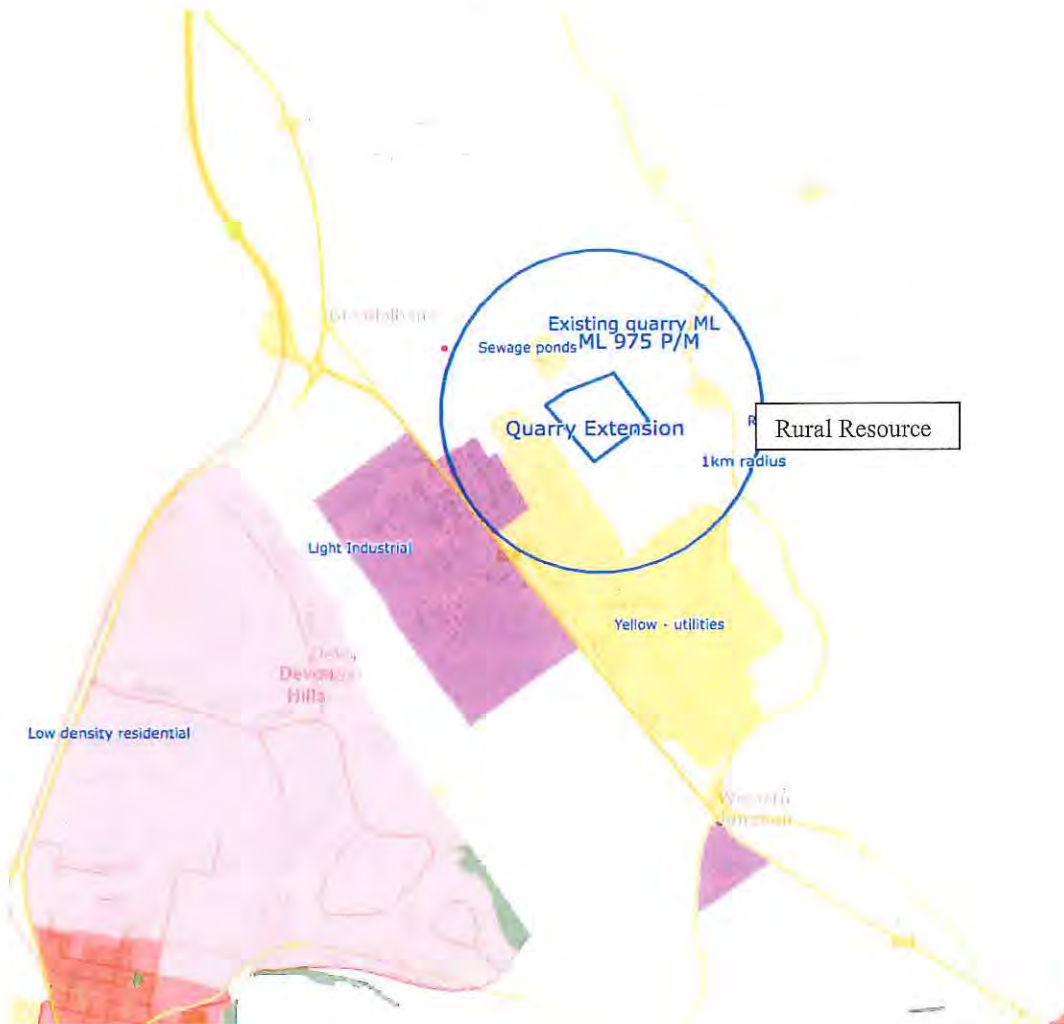 Existing quarry ML
Sewage ponds ML 975 P/M
Quarry Extension
R
Rural Resource
1km radius
Light Industrial
Yellow - utilities
Hills
Low density residential